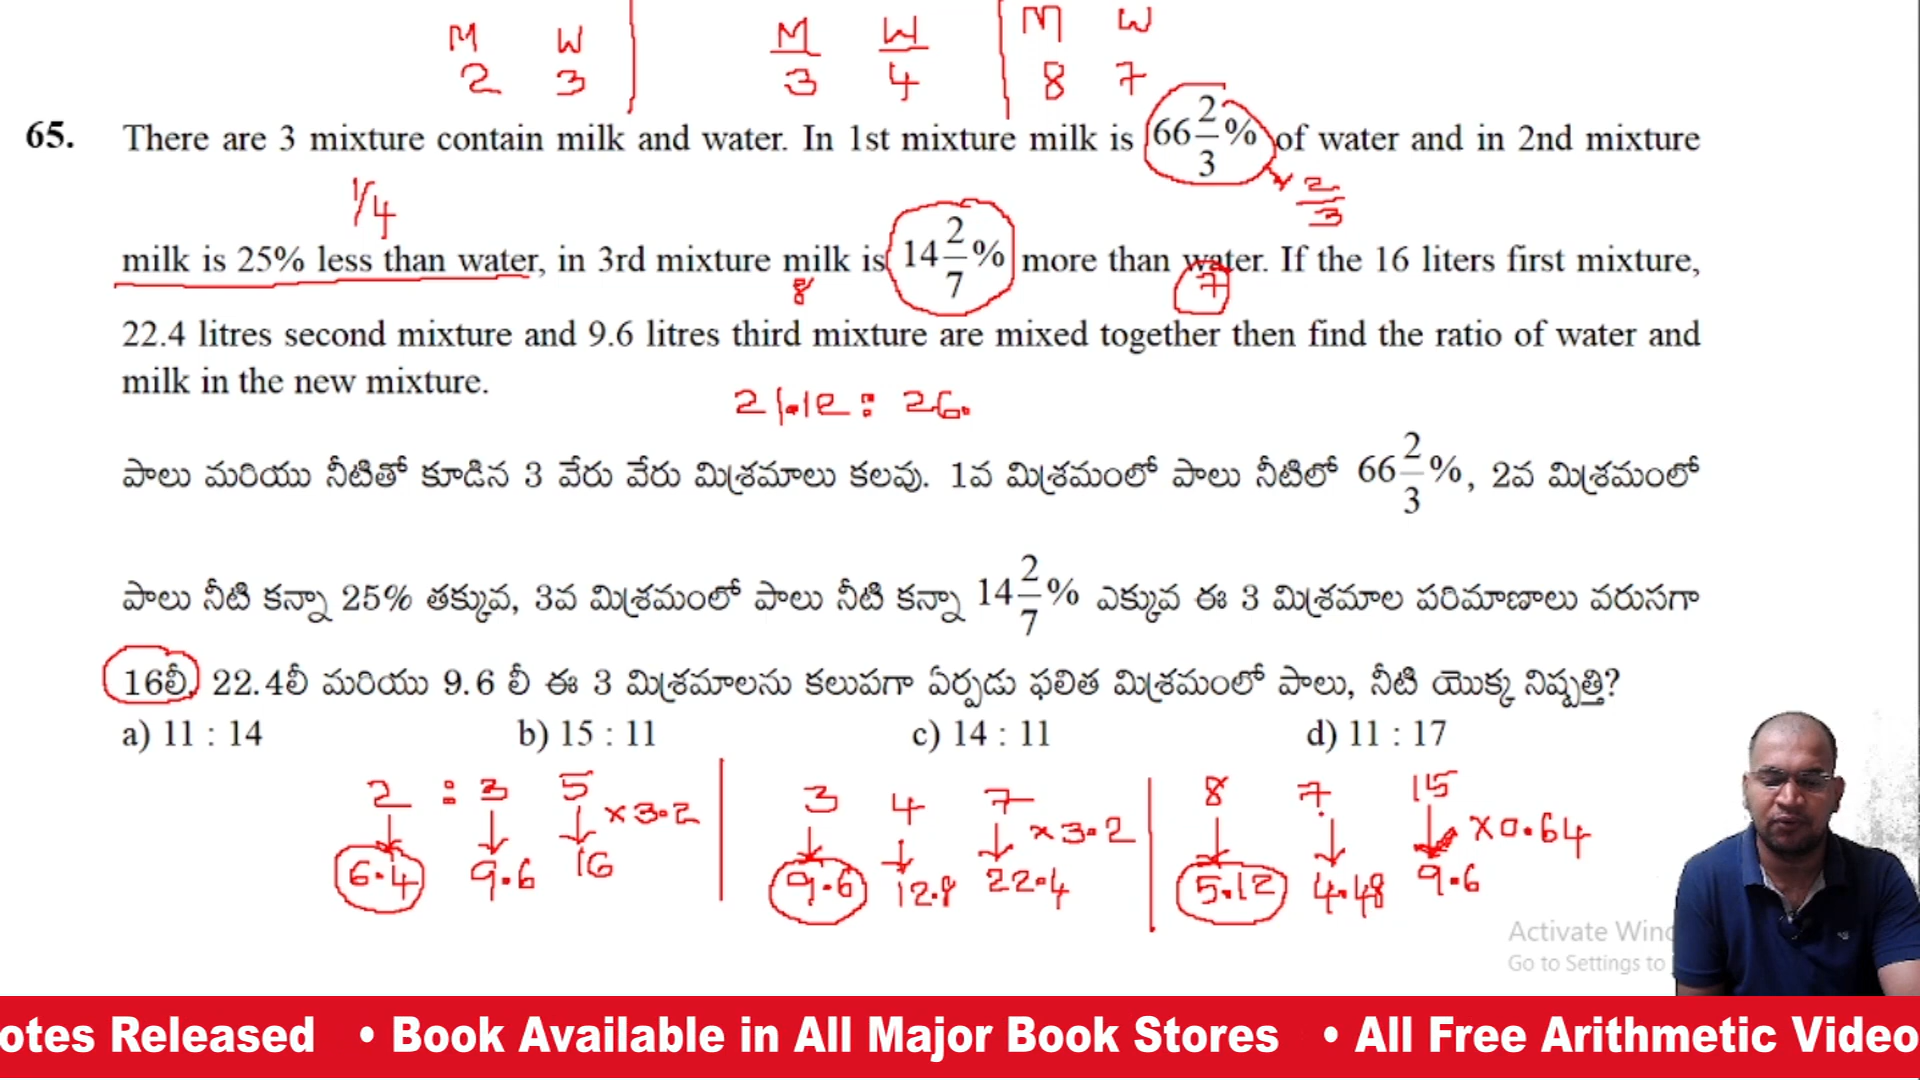 M W M W M W
2 3 3 4 8 7
65. There are 3 mixture contain milk and water. In 1st mixture milk is 66 2/3 % of water and in 2nd mixture
1/4 2/3
milk is 25% less than water, in 3rd mixture milk is 14 2/7 % more than water. If the 16 liters first mixture,
8 7
22.4 litres second mixture and 9.6 litres third mixture are mixed together then find the ratio of water and
milk in the new mixture.
21.12 : 26.
పాలు మరియు నీటితో కూడిన 3 వేరు వేరు మిశ్రమాలు కలవు. 1వ మిశ్రమంలో పాలు నీటిలో 66 2/3 %, 2వ మిశ్రమంలో
పాలు నీటి కన్నా 25% తక్కువ, 3వ మిశ్రమంలో పాలు నీటి కన్నా 14 2/7 % ఎక్కువ ఈ 3 మిశ్రమాల పరిమాణాలు వరుసగా
16లీ, 22.4లీ మరియు 9.6 లీ ఈ 3 మిశ్రమాలను కలుపగా ఏర్పడు ఫలిత మిశ్రమంలో పాలు, నీటి యొక్క నిష్పత్తి?
a) 11 : 14 b) 15 : 11 c) 14 : 11 d) 11 : 17
2 : 3 5 3 4 7 8 7 15
×3.2 ×3.2 ×0.64
6.4 9.6 16 9.6 12.8 22.4 5.12 4.48 9.6
Activate Wind
Go to Settings to
otes Released • Book Available in All Major Book Stores • All Free Arithmetic Video